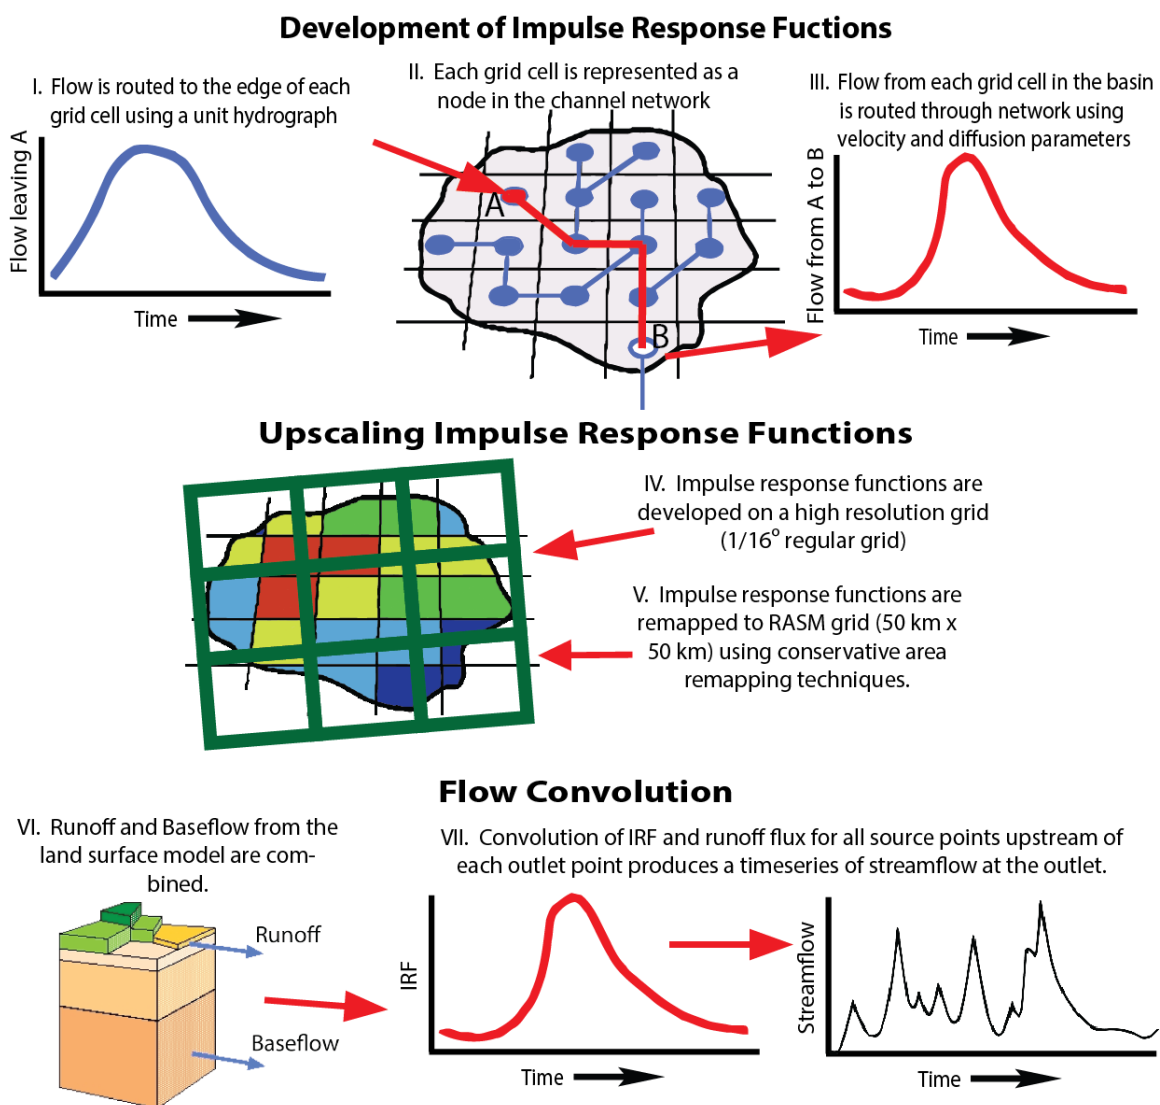 Development of Impulse Response Fuctions
I. Flow is routed to the edge of each
grid cell using a unit hydrograph
Flow leaving A
Time
II. Each grid cell is represented as a
node in the channel network
A
B
III. Flow from each grid cell in the basin
is routed through network using
velocity and diffusion parameters
Flow from A to B
Time
Upscaling Impulse Response Functions
IV. Impulse response functions are
developed on a high resolution grid
(1/16° regular grid)
V. Impulse response functions are
remapped to RASM grid (50 km x
50 km) using conservative area
remapping techniques.
Flow Convolution
VI. Runoff and Baseflow from the
land surface model are com-
bined.
Runoff
Baseflow
VII. Convolution of IRF and runoff flux for all source points upstream of
each outlet point produces a timeseries of streamflow at the outlet.
IRF
Time
Streamflow
Time